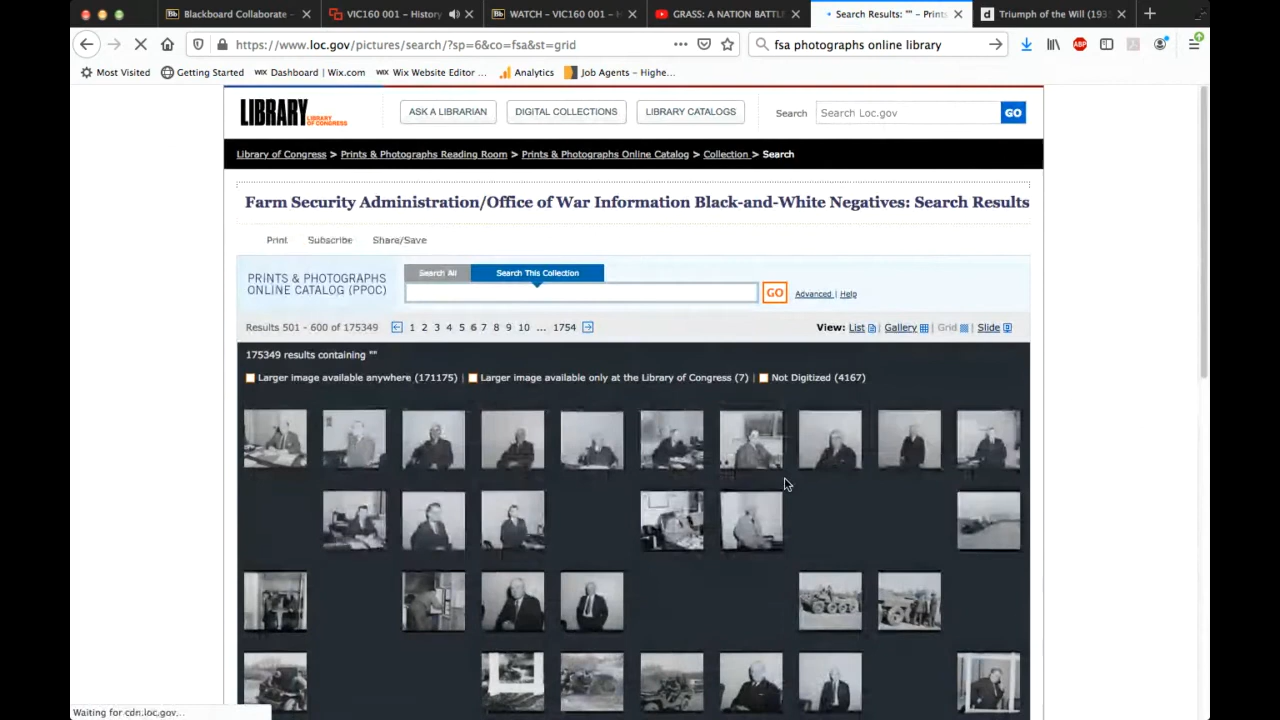 Blackboard Collaborate -
VIC160 001 – History
WATCH – VIC160 001 – H
GRASS: A NATION BATTL
Search Results: "" – Prints
Triumph of the Will (193
https://www.loc.gov/pictures/search/?sp=6&co=fsa&st=grid
fsa photographs online library
Most Visited
Getting Started
WIX Dashboard | Wix.com
WIX Wix Website Editor ...
Analytics
Job Agents – Highe...
LIBRARY
LIBRARY OF CONGRESS
ASK A LIBRARIAN
DIGITAL COLLECTIONS
LIBRARY CATALOGS
Search
Search Loc.gov
GO
Library of Congress > Prints & Photographs Reading Room > Prints & Photographs Online Catalog > Collection > Search
Farm Security Administration/Office of War Information Black-and-White Negatives: Search Results
Print Subscribe Share/Save
PRINTS & PHOTOGRAPHS
ONLINE CATALOG (PPOC)
Search All
Search This Collection
GO
Advanced | Help
Results 501 - 600 of 175349
1 2 3 4 5 6 7 8 9 10 ... 1754
View: List | Gallery | Grid | Slide
175349 results containing ""
Larger image available anywhere (171175) | Larger image available only at the Library of Congress (7) | Not Digitized (4167)
Waiting for cdn.loc.gov...